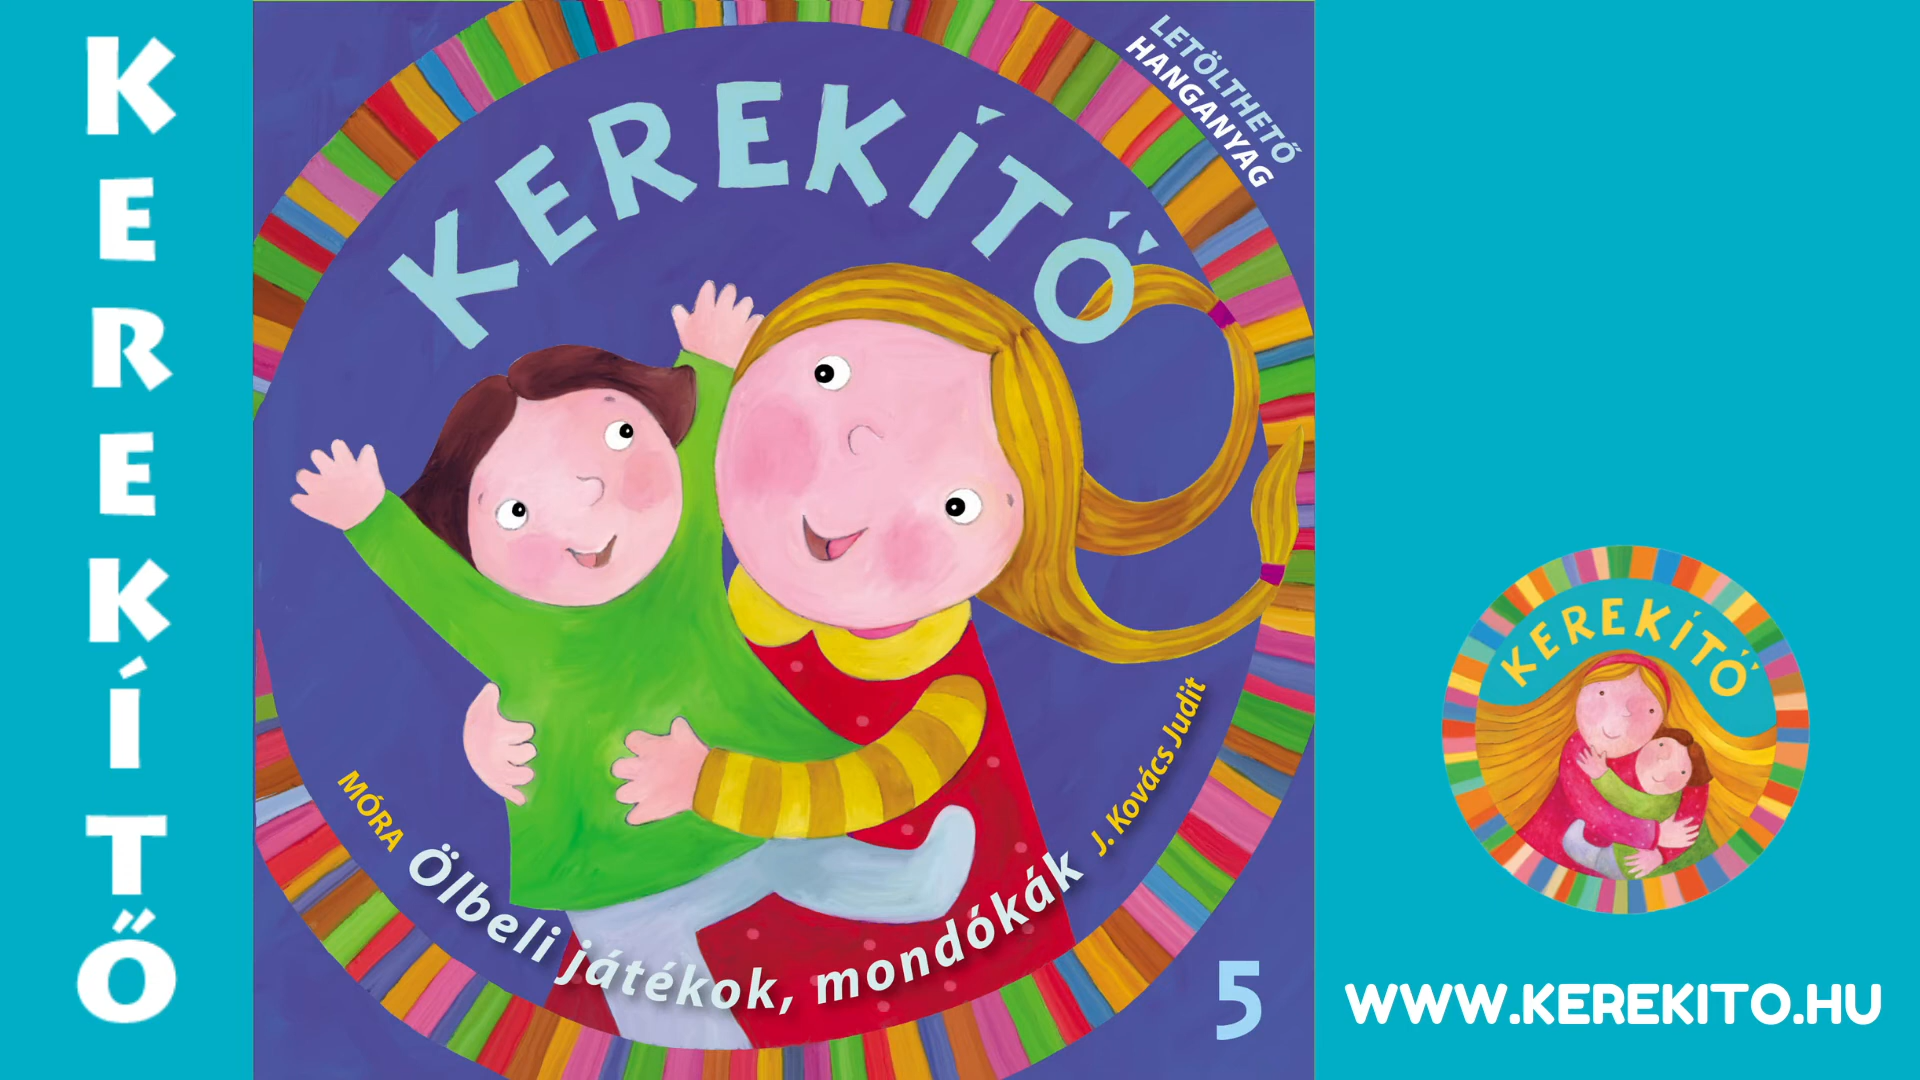 KEREKÍTŐ
LETÖLTHETŐ
HANGANYAG
KEREKÍTŐ
MÓRA
Ölbeli játékok, mondókák
J. Kovács Judit
5
KEREKÍTŐ
WWW.KEREKITO.HU